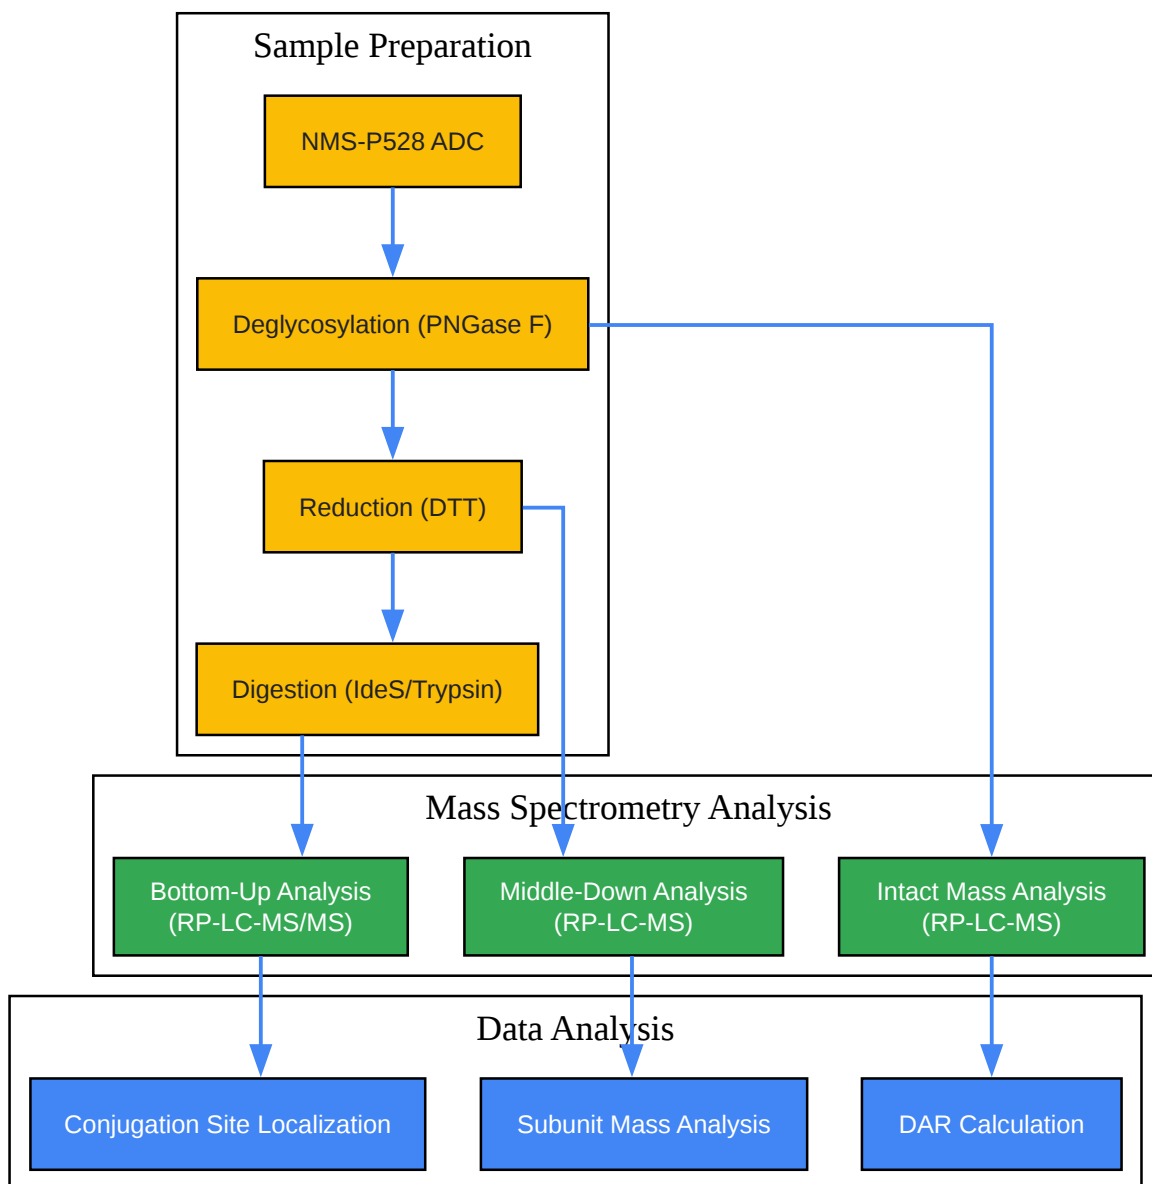 Sample Preparation
NMS-P528 ADC
Deglycosylation (PNGase F)
Reduction (DTT)
Digestion (IdeS/Trypsin)
Mass Spectrometry Analysis
Bottom-Up Analysis
(RP-LC-MS/MS)
Middle-Down Analysis
(RP-LC-MS)
Intact Mass Analysis
(RP-LC-MS)
Data Analysis
Conjugation Site Localization
Subunit Mass Analysis
DAR Calculation